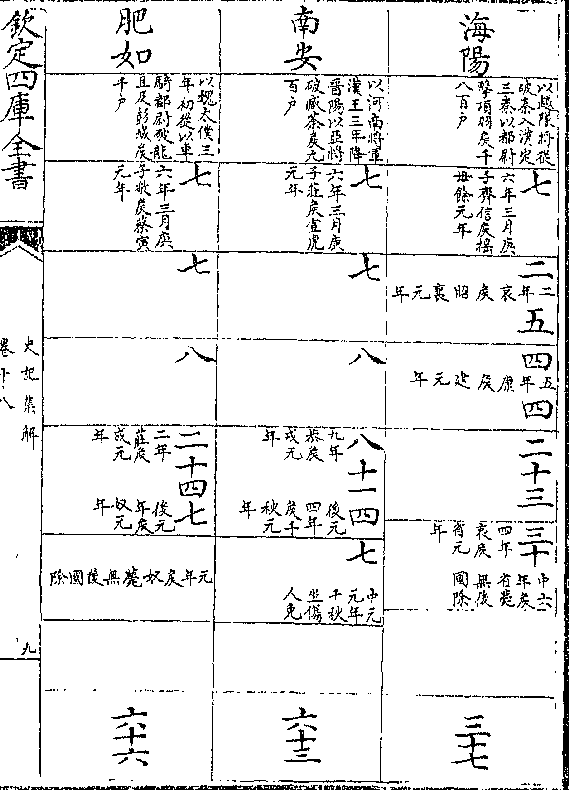 海陽
以越隊將從
破秦入漢定
三秦以都尉
擊項羽侯千
八百戶
七
六年三月庚
子齊信侯搖
母餘元年
二
三年哀侯昭襄元年
五
四
五年康侯建元年
四
二十三
三
四年
哀侯
省元
年
十
中六
年侯
省薨
無後
國除
三十七
南安
以河南將軍
漢王三年降
晉陽以亞將
破臧荼侯九
百戶
七
六年三月庚
子莊侯宣虎
元年
七
八
八
九年
恭侯
戎元
年
十一
四
後元
四年
侯千
秋元
年
七
中元
元年
千秋
坐傷
人免
六十三
肥如
以魏太僕三
年初從以車
騎都尉破龍
且及彭城侯
千戶
七
六年三月庚
子敬侯蔡寅
元年
七
八
二
二年
莊侯
成元
年
十四
七
後元
年侯
奴元
年
元年侯奴薨無後國除
六十六
欽定四庫全書
史記集解
卷十八
九